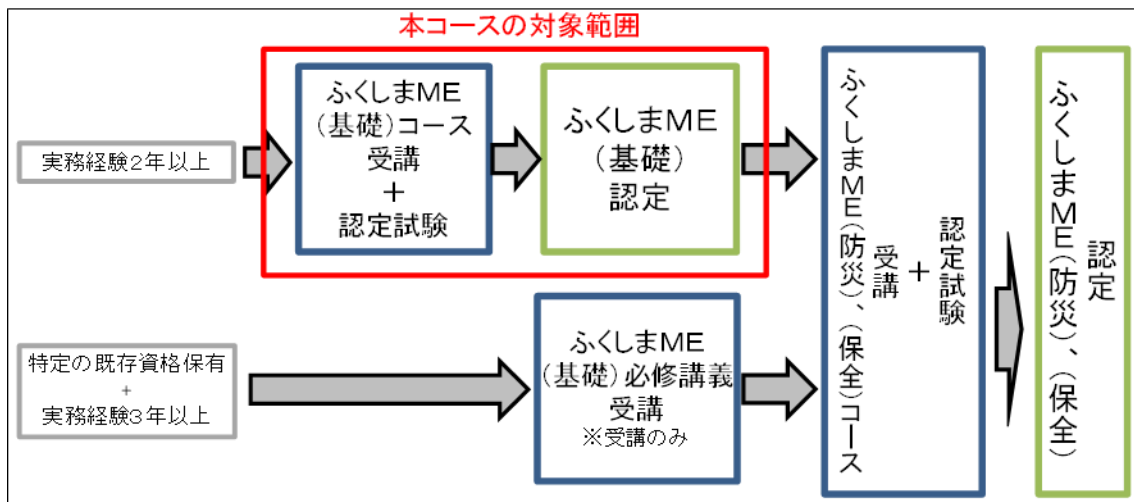 本コースの対象範囲
実務経験2年以上
ふくしまME
(基礎)コース
受講
+
認定試験
ふくしまME
(基礎)
認定
特定の既存資格保有
+
実務経験3年以上
ふくしまME
(基礎)必修講義
受講
※受講のみ
認定試験
+
受講
ふくしまME(防災)、(保全)コース
認定
ふくしまME(防災)、(保全)